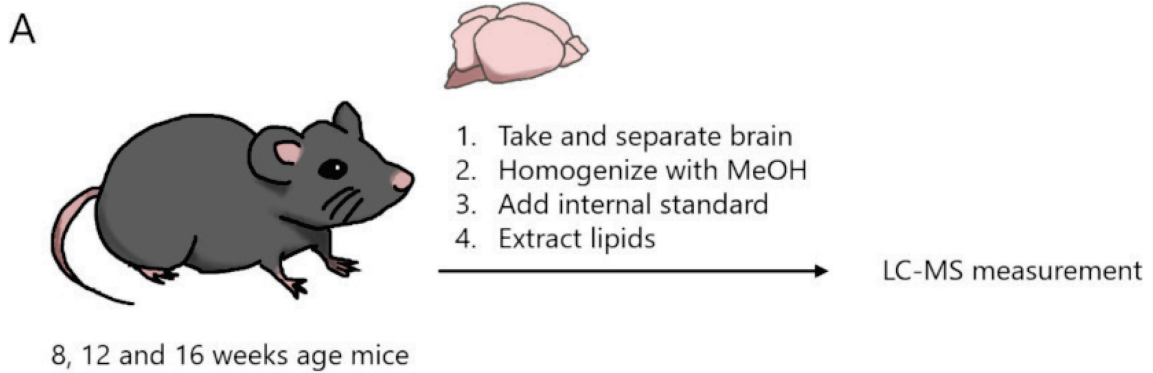 A
1. Take and separate brain
2. Homogenize with MeOH
3. Add internal standard
4. Extract lipids
LC-MS measurement
8, 12 and 16 weeks age mice